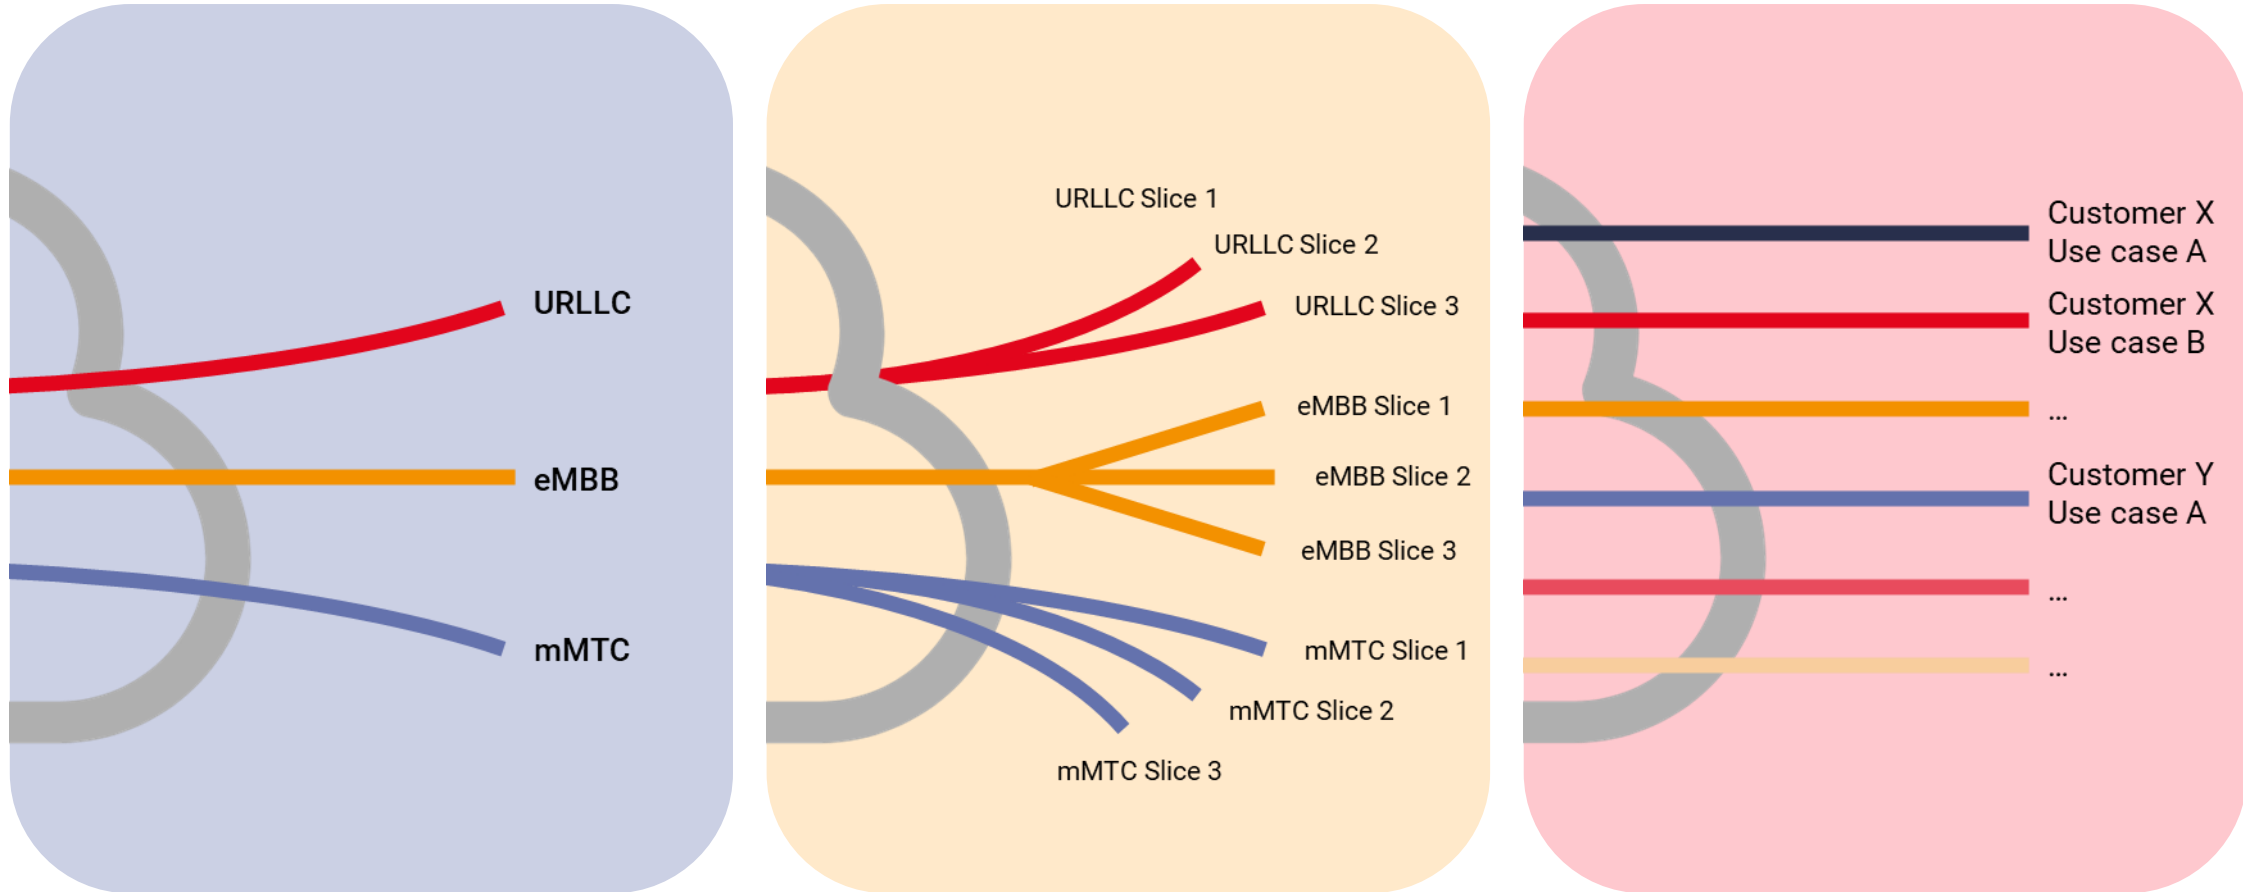 URLLC
eMBB
mMTC
URLLC Slice 1
URLLC Slice 2
URLLC Slice 3
eMBB Slice 1
eMBB Slice 2
eMBB Slice 3
mMTC Slice 1
mMTC Slice 2
mMTC Slice 3
Customer X
Use case A
Customer X
Use case B
...
Customer Y
Use case A
...
...